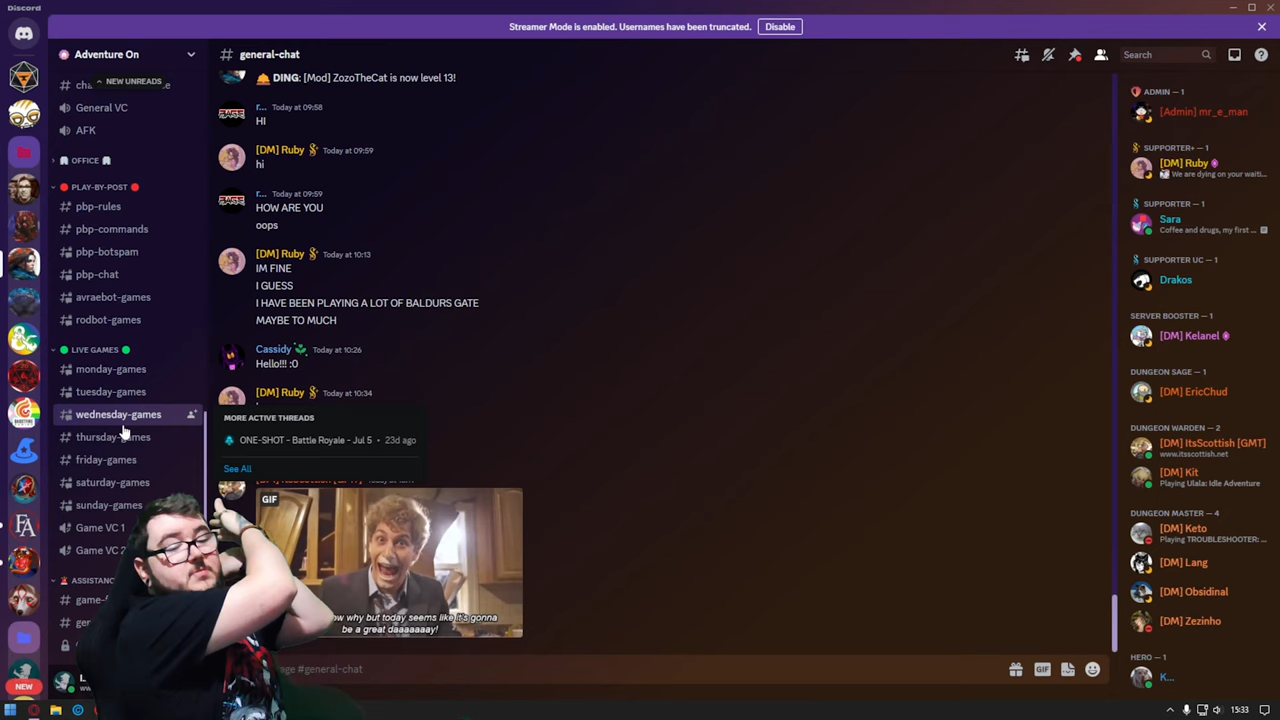 Discord
Streamer Mode is enabled. Usernames have been truncated. Disable
Adventure On
NEW UNREADS
General VC
AFK
OFFICE
PLAY-BY-POST
pbp-rules
pbp-commands
pbp-botspam
pbp-chat
avraebot-games
rodbot-games
LIVE GAMES
monday-games
tuesday-games
wednesday-games
thursday-games
friday-games
saturday-games
sunday-games
Game VC 1
Game VC 2
ASSISTANC
NEW
general-chat
Search
DING: [Mod] ZozoTheCat is now level 13!
r... Today at 09:58
HI
[DM] Ruby Today at 09:59
hi
r... Today at 09:59
HOW ARE YOU
oops
[DM] Ruby Today at 10:13
IM FINE
I GUESS
I HAVE BEEN PLAYING A LOT OF BALDURS GATE
MAYBE TO MUCH
Cassidy Today at 10:26
Hello!!! :0
[DM] Ruby Today at 10:34
MORE ACTIVE THREADS
ONE-SHOT - Battle Royale - Jul 5 • 23d ago
See All
GIF
why but today seems like it's gonna
be a great daaaaaaay!
#general-chat
GIF
ADMIN — 1
[Admin] mr_e_man
SUPPORTER+ — 1
[DM] Ruby
We are dying on your waiti...
SUPPORTER — 1
Sara
Coffee and drugs, my first ...
SUPPORTER UC — 1
Drakos
SERVER BOOSTER — 1
[DM] Kelanel
DUNGEON SAGE — 1
[DM] EricChud
DUNGEON WARDEN — 2
[DM] ItsScottish [GMT]
www.itsscottish.net
[DM] Kit
Playing Ulala: Idle Adventure
DUNGEON MASTER — 4
[DM] Keto
Playing TROUBLESHOOTER: ...
[DM] Lang
[DM] Obsidinal
[DM] Zezinho
HERO — 1
K...
15:33